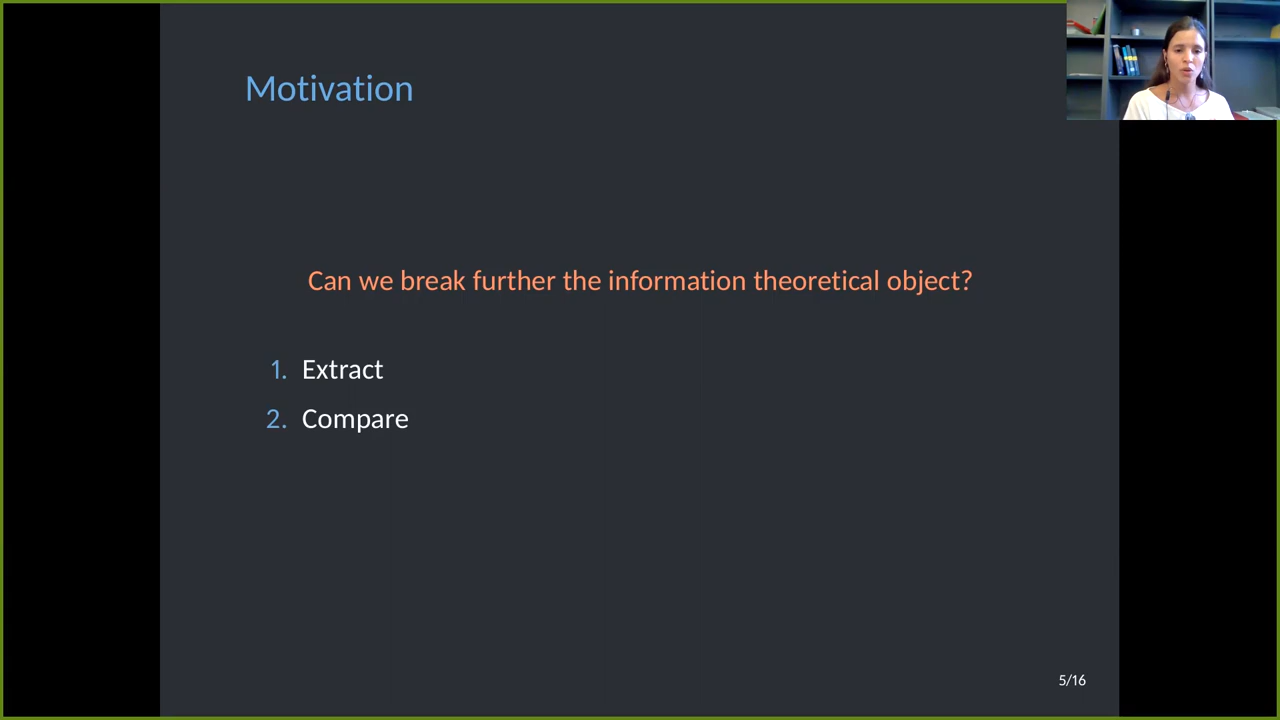 Motivation
Can we break further the information theoretical object?
1. Extract
2. Compare
5/16